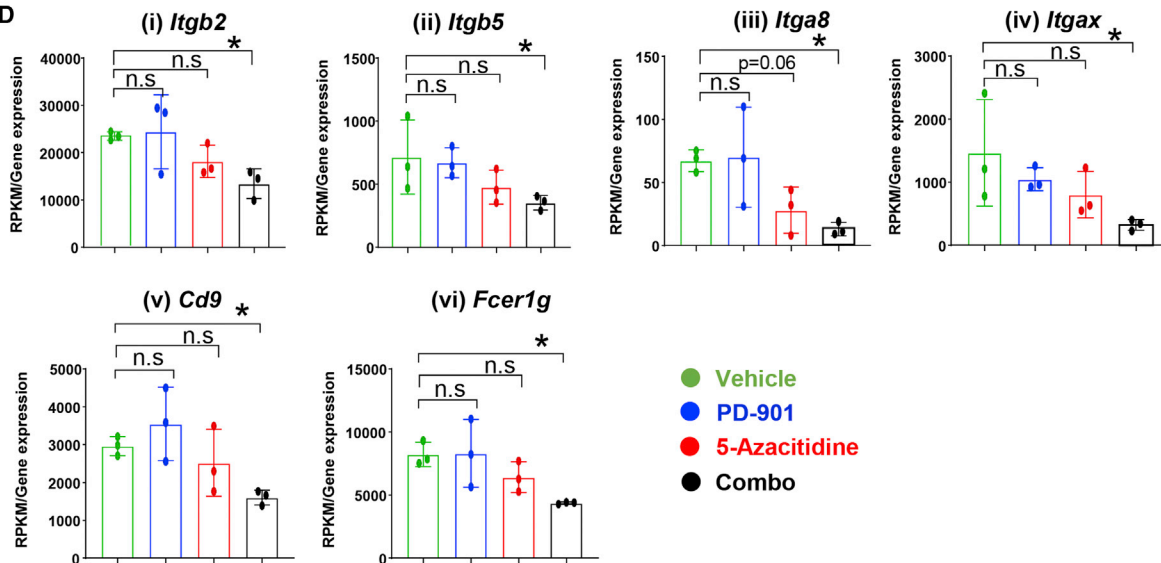 D
(i) Itgb2
(ii) Itgb5
(iii) Itga8
(iv) Itgax
RPKM/Gene expression
40000
30000
20000
10000
0
n.s
n.s
*
RPKM/Gene expression
1500
1000
500
0
n.s
n.s
*
RPKM/Gene expression
150
100
50
0
n.s
p=0.06
*
RPKM/Gene expression
3000
2000
1000
0
n.s
n.s
*
(v) Cd9
(vi) Fcer1g
RPKM/Gene expression
5000
4000
3000
2000
1000
0
n.s
n.s
*
RPKM/Gene expression
15000
10000
5000
0
n.s
n.s
*
Vehicle
PD-901
5-Azacitidine
Combo